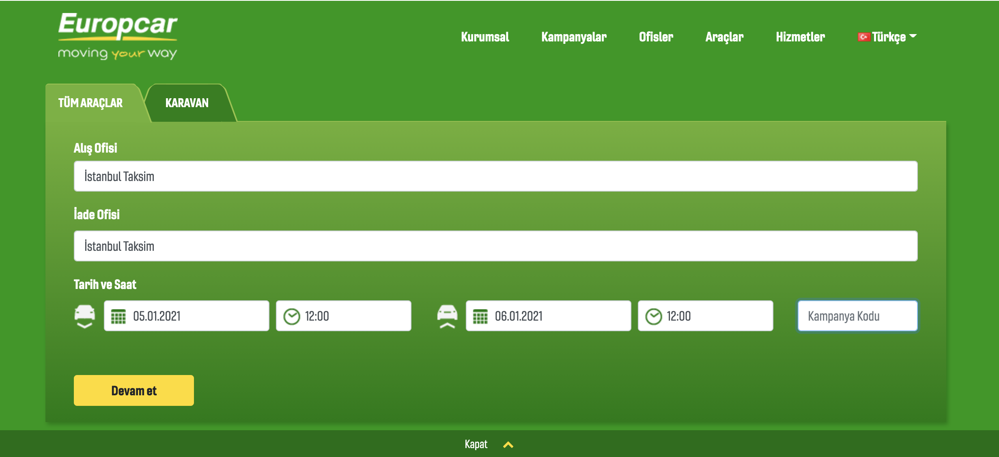 Europcar
moving your way
Kurumsal Kampanyalar Ofisler Araçlar Hizmetler Türkçe
TÜM ARAÇLAR KARAVAN
Alış Ofisi
İstanbul Taksim
İade Ofisi
İstanbul Taksim
Tarih ve Saat
05.01.2021 12:00 06.01.2021 12:00 Kampanya Kodu
Devam et
Kapat